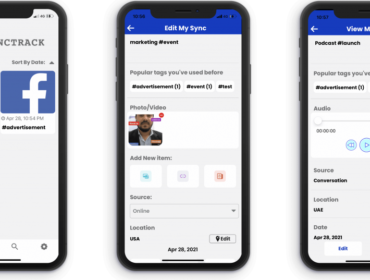 NCTRACK
Sort By Date:
Apr 28, 10:54 PM
#advertisement
Edit My Sync
marketing #event
Popular tags you've used before
#advertisement (1)
#event (1)
#test
Photo/Video
Add New item:
Source:
Online
Location
USA
Edit
Apr 28, 2021
View M
Podcast #launch
Popular tags you've used
#advertisement (1)
#e
Audio
00:00:00
Source
Conversation
Location
UAE
Date
Apr 28, 2021
Edit